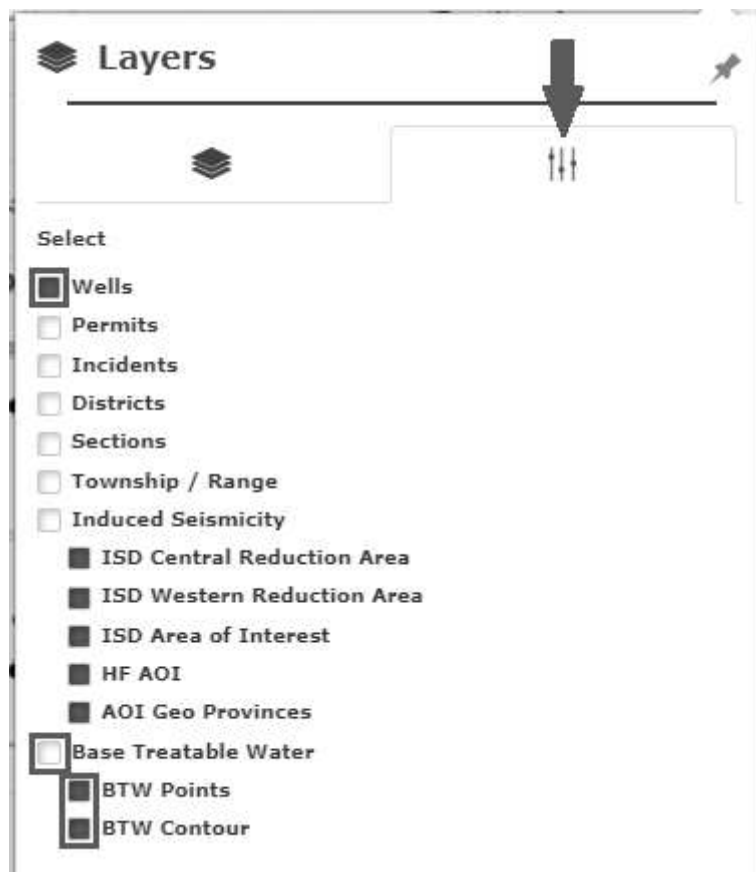 Layers
Select
Wells
Permits
Incidents
Districts
Sections
Township / Range
Induced Seismicity
ISD Central Reduction Area
ISD Western Reduction Area
ISD Area of Interest
HF AOI
AOI Geo Provinces
Base Treatable Water
BTW Points
BTW Contour